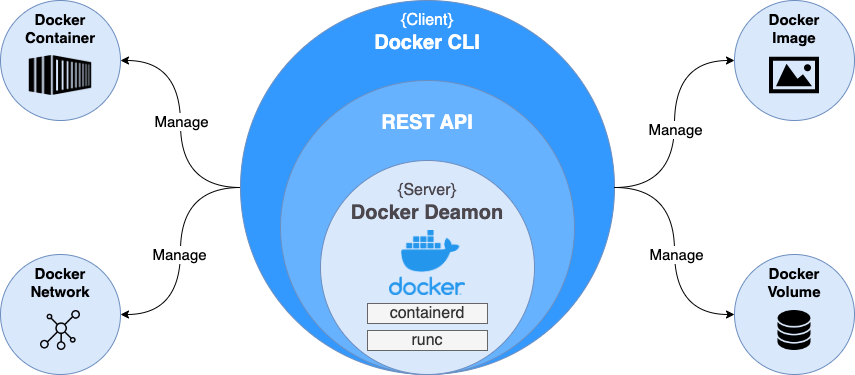 Docker
Container
Manage
Docker
Network
Manage
{Client}
Docker CLI
REST API
{Server}
Docker Deamon
docker
containerd
runc
Docker
Image
Manage
Docker
Volume
Manage